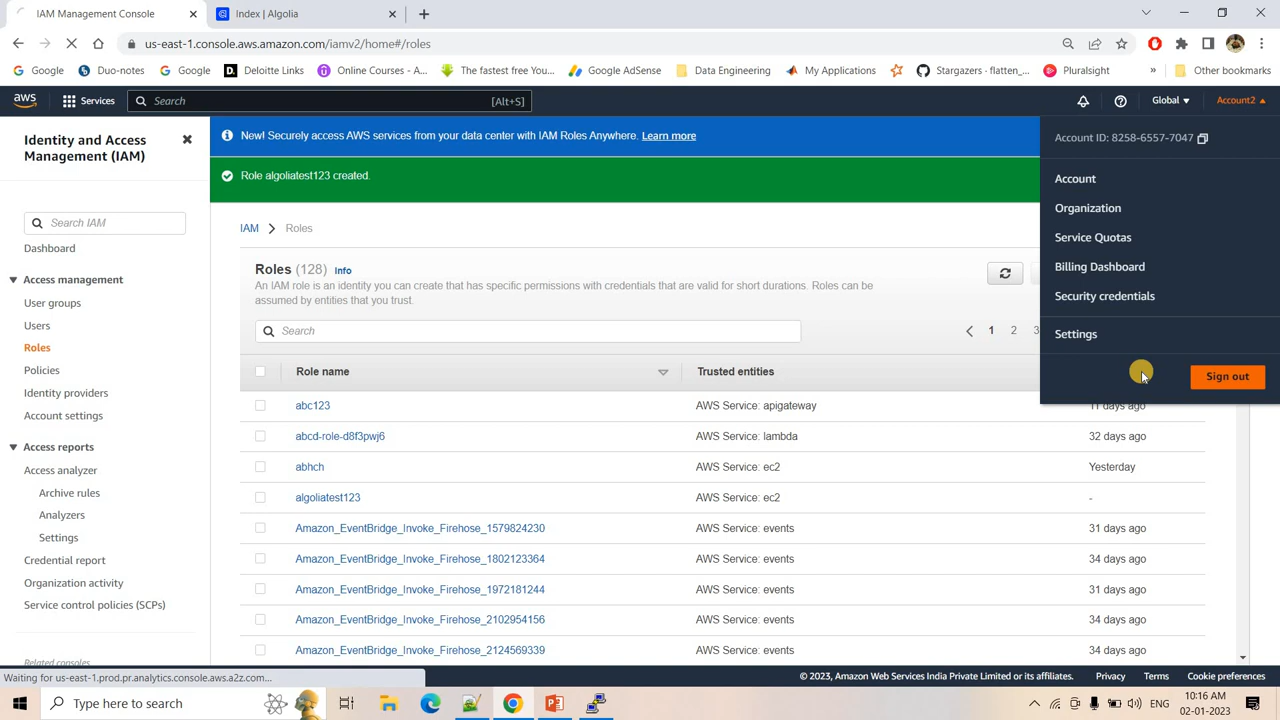 IAM Management Console
Index | Algolia
us-east-1.console.aws.amazon.com/iamv2/home#/roles
Google
Duo-notes
Google
Deloitte Links
Online Courses - A...
The fastest free You...
Google AdSense
Data Engineering
My Applications
Stargazers · flatten_...
Pluralsight
»
Other bookmarks
aws
Services
Search
[Alt+S]
Global
Account2
Identity and Access
Management (IAM)
Search IAM
Dashboard
Access management
User groups
Users
Roles
Policies
Identity providers
Account settings
Access reports
Access analyzer
Archive rules
Analyzers
Settings
Credential report
Organization activity
Service control policies (SCPs)
Related consoles
New! Securely access AWS services from your data center with IAM Roles Anywhere. Learn more
Role algoliatest123 created.
IAM > Roles
Roles (128) Info
An IAM role is an identity you can create that has specific permissions with credentials that are valid for short durations. Roles can be
assumed by entities that you trust.
Search
1 2 3
Role name Trusted entities
abc123 AWS Service: apigateway 11 days ago
abcd-role-d8f3pwj6 AWS Service: lambda 32 days ago
abhch AWS Service: ec2 Yesterday
algoliatest123 AWS Service: ec2 -
Amazon_EventBridge_Invoke_Firehose_1579824230 AWS Service: events 31 days ago
Amazon_EventBridge_Invoke_Firehose_1802123364 AWS Service: events 34 days ago
Amazon_EventBridge_Invoke_Firehose_1972181244 AWS Service: events 34 days ago
Amazon_EventBridge_Invoke_Firehose_2102954156 AWS Service: events 34 days ago
Amazon_EventBridge_Invoke_Firehose_2124569339 AWS Service: events 34 days ago
Account ID: 8258-6557-7047
Account
Organization
Service Quotas
Billing Dashboard
Security credentials
Settings
Sign out
Waiting for us-east-1.prod.pr.analytics.console.aws.a2z.com...
© 2023, Amazon Web Services India Private Limited or its affiliates. Privacy Terms Cookie preferences
Type here to search
ENG
10:16 AM
02-01-2023